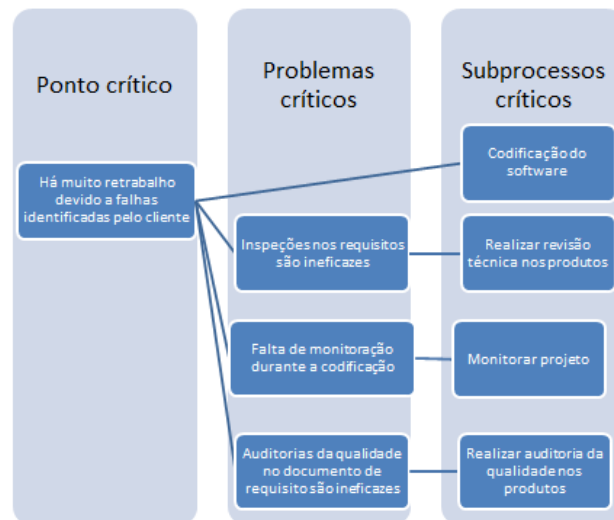 Ponto crítico
Problemas
críticos
Subprocessos
críticos
Há muito retrabalho
devido a falhas
identificadas pelo cliente
Codificação do
software
Inspeções nos requisitos
são ineficazes
Realizar revisão
técnica nos produtos
Falta de monitoração
durante a codificação
Monitorar projeto
Auditorias da qualidade
no documento de
requisito são ineficazes
Realizar auditoria da
qualidade nos
produtos